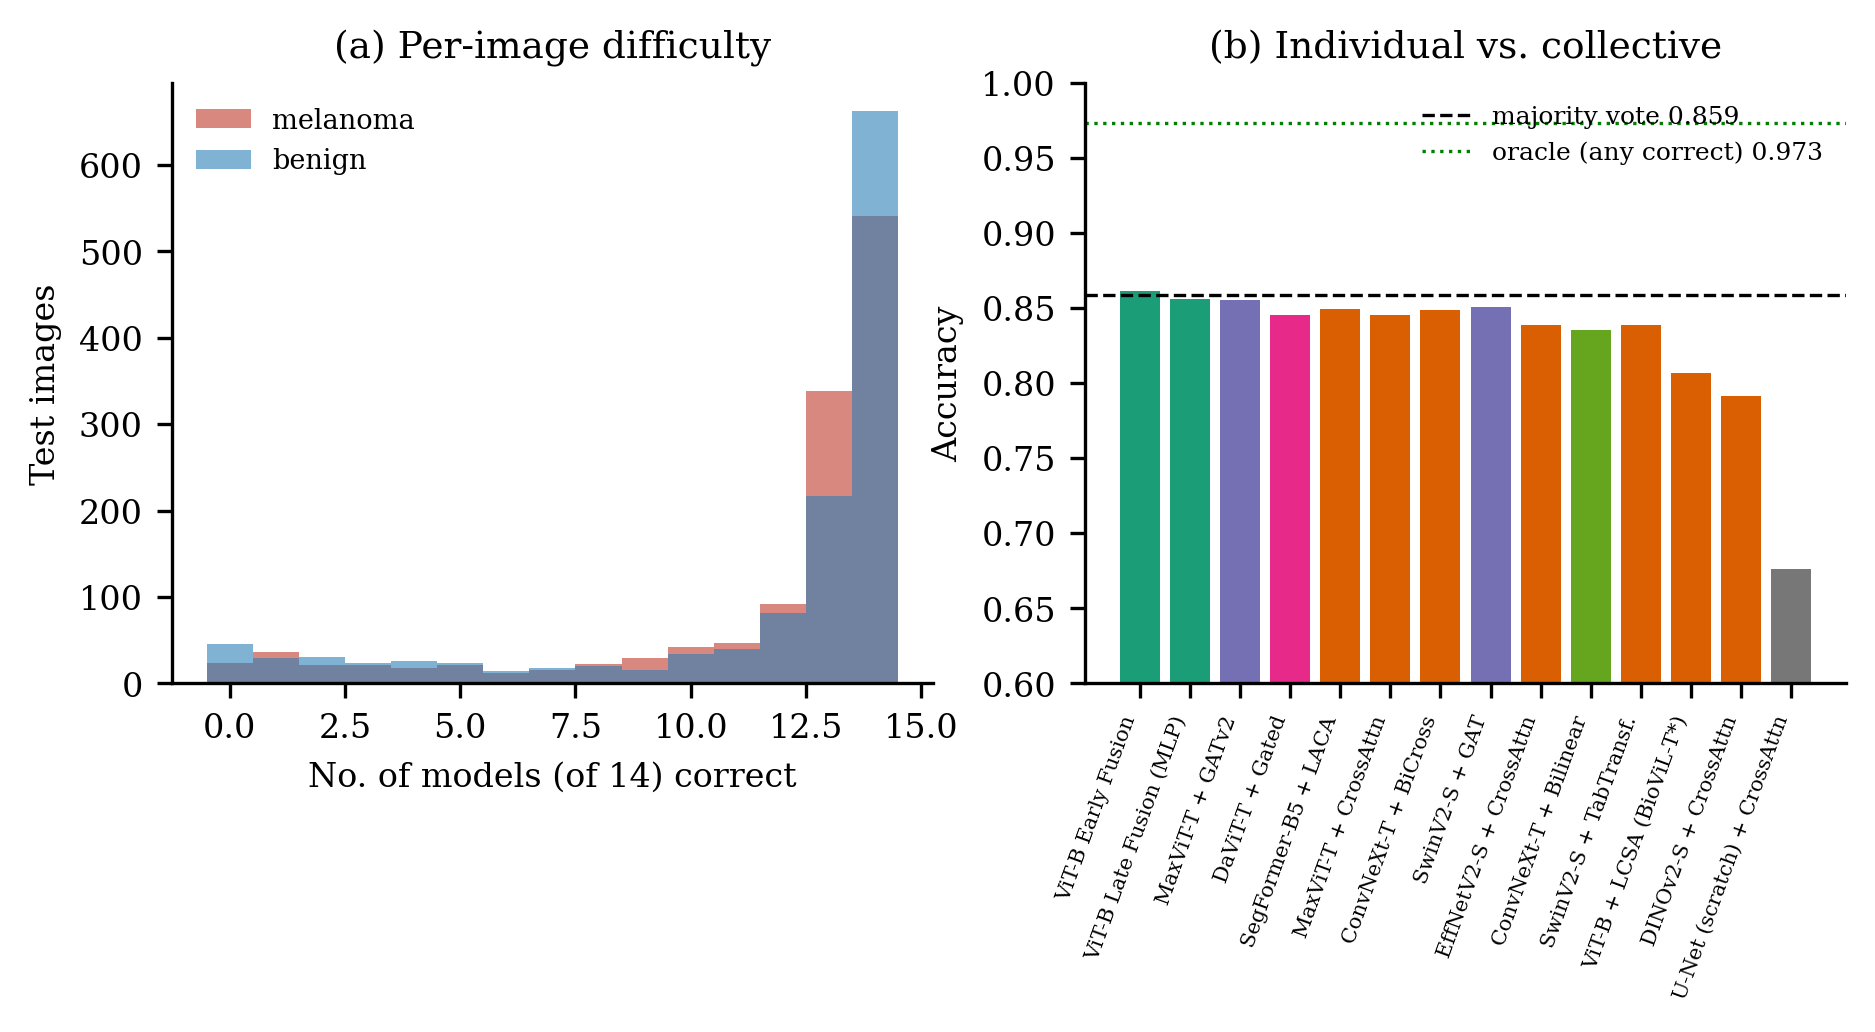 (a) Per-image difficulty
melanoma
benign
Test images
600
500
400
300
200
100
0
0.0 2.5 5.0 7.5 10.0 12.5 15.0
No. of models (of 14) correct
(b) Individual vs. collective
majority vote 0.859
oracle (any correct) 0.973
Accuracy
1.00
0.95
0.90
0.85
0.80
0.75
0.70
0.65
0.60
ViT-B Early Fusion
ViT-B Late Fusion (MLP)
MaxViT-T + GATv2
DaViT-T + Gated
SegFormer-B5 + LACA
MaxViT-T + CrossAttn
ConvNeXt-T + BiCross
SwinV2-S + GAT
EffNetV2-S + CrossAttn
ConvNeXt-T + Bilinear
SwinV2-S + TabTransf.
ViT-B + LCSA (BioViL-T*)
DINOv2-S + CrossAttn
U-Net (scratch) + CrossAttn